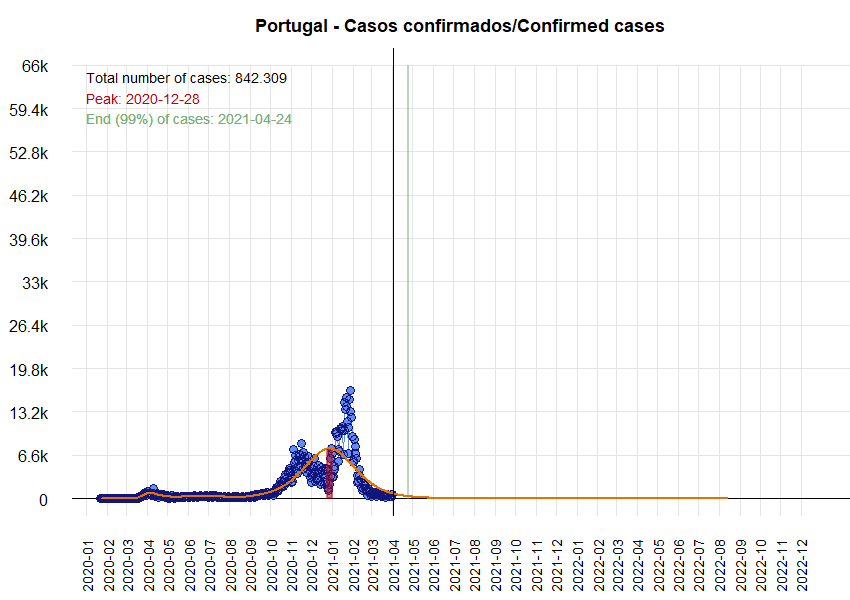 Portugal - Casos confirmados/Confirmed cases
Total number of cases: 842.309
Peak: 2020-12-28
End (99%) of cases: 2021-04-24
66k
59.4k
52.8k
46.2k
39.6k
33k
26.4k
19.8k
13.2k
6.6k
0
2020-01
2020-02
2020-03
2020-04
2020-05
2020-06
2020-07
2020-08
2020-09
2020-10
2020-11
2020-12
2021-01
2021-02
2021-03
2021-04
2021-05
2021-06
2021-07
2021-08
2021-09
2021-10
2021-11
2021-12
2022-02
2022-03
2022-04
2022-05
2022-06
2022-07
2022-08
2022-09
2022-10
2022-11
2022-12